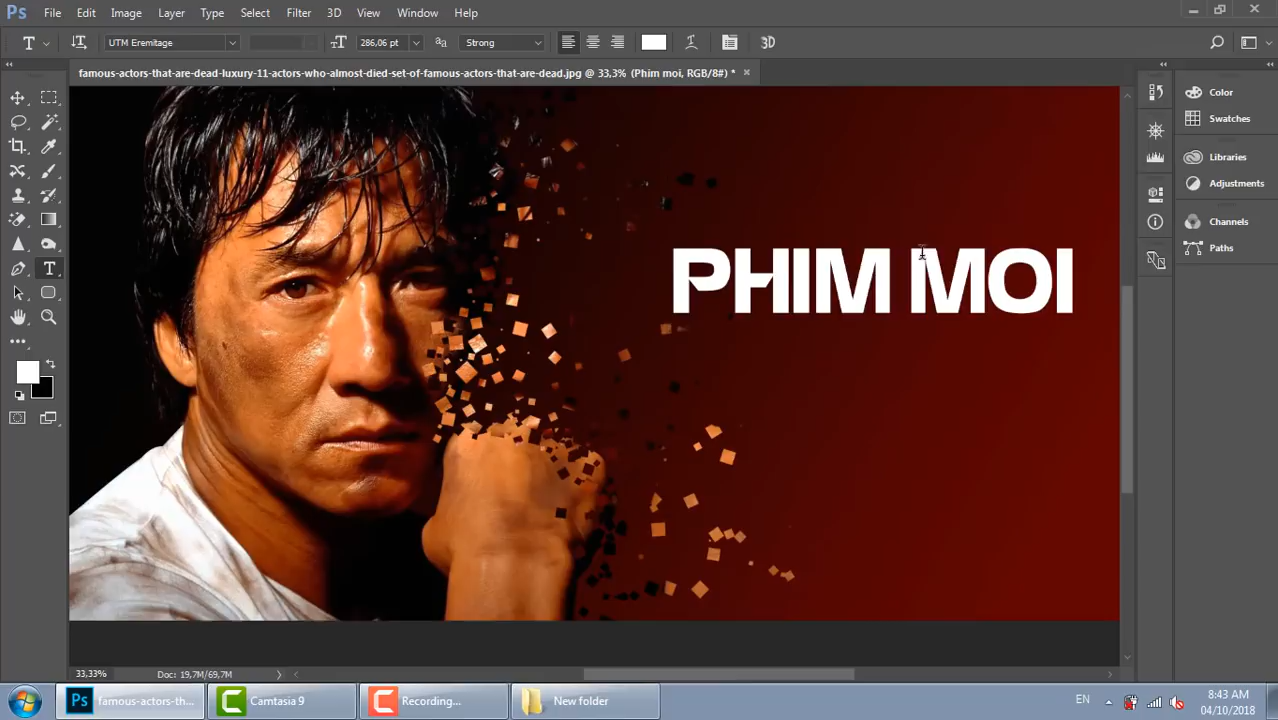 Ps File Edit Image Layer Type Select Filter 3D View Window Help
T UTM Eremitage 286,06 pt aa Strong 3D
famous-actors-that-are-dead-luxury-11-actors-who-almost-died-set-of-famous-actors-that-are-dead.jpg @ 33,3% (Phim moi, RGB/8#) *
Color
Swatches
Libraries
Adjustments
Channels
Paths
PHIM MOI
33,33% Doc: 19,7M/69,7M
Ps famous-actors-th... Camtasia 9 Recording... New folder EN 8:43 AM
04/10/2018